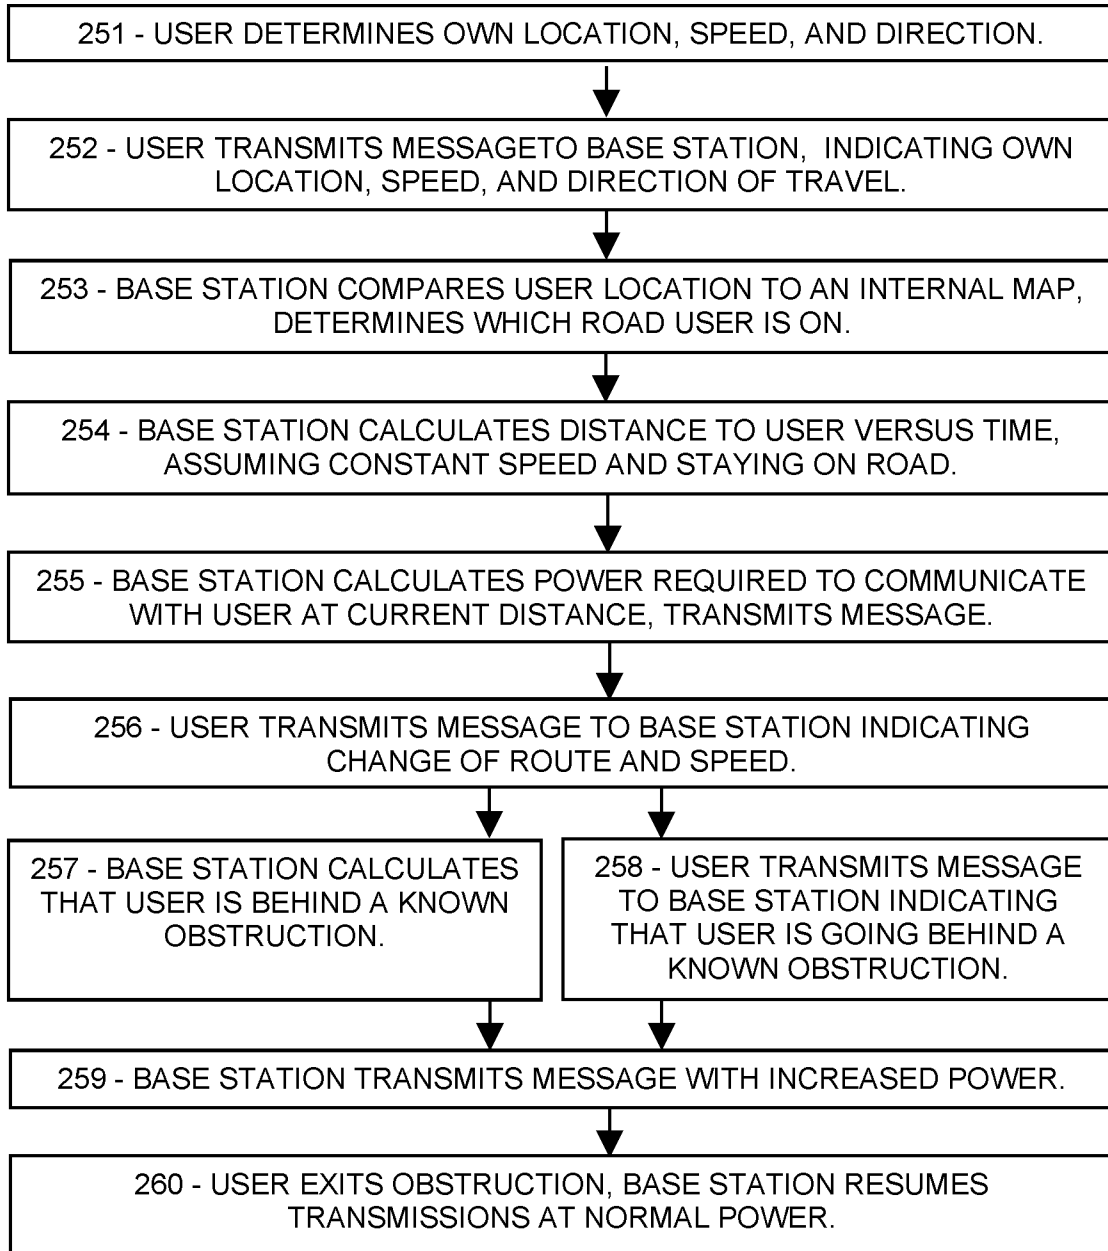 251 - USER DETERMINES OWN LOCATION, SPEED, AND DIRECTION.
252 - USER TRANSMITS MESSAGETO BASE STATION, INDICATING OWN
LOCATION, SPEED, AND DIRECTION OF TRAVEL.
253 - BASE STATION COMPARES USER LOCATION TO AN INTERNAL MAP,
DETERMINES WHICH ROAD USER IS ON.
254 - BASE STATION CALCULATES DISTANCE TO USER VERSUS TIME,
ASSUMING CONSTANT SPEED AND STAYING ON ROAD.
255 - BASE STATION CALCULATES POWER REQUIRED TO COMMUNICATE
WITH USER AT CURRENT DISTANCE, TRANSMITS MESSAGE.
256 - USER TRANSMITS MESSAGE TO BASE STATION INDICATING
CHANGE OF ROUTE AND SPEED.
257 - BASE STATION CALCULATES
THAT USER IS BEHIND A KNOWN
OBSTRUCTION.
258 - USER TRANSMITS MESSAGE
TO BASE STATION INDICATING
THAT USER IS GOING BEHIND A
KNOWN OBSTRUCTION.
259 - BASE STATION TRANSMITS MESSAGE WITH INCREASED POWER.
260 - USER EXITS OBSTRUCTION, BASE STATION RESUMES
TRANSMISSIONS AT NORMAL POWER.